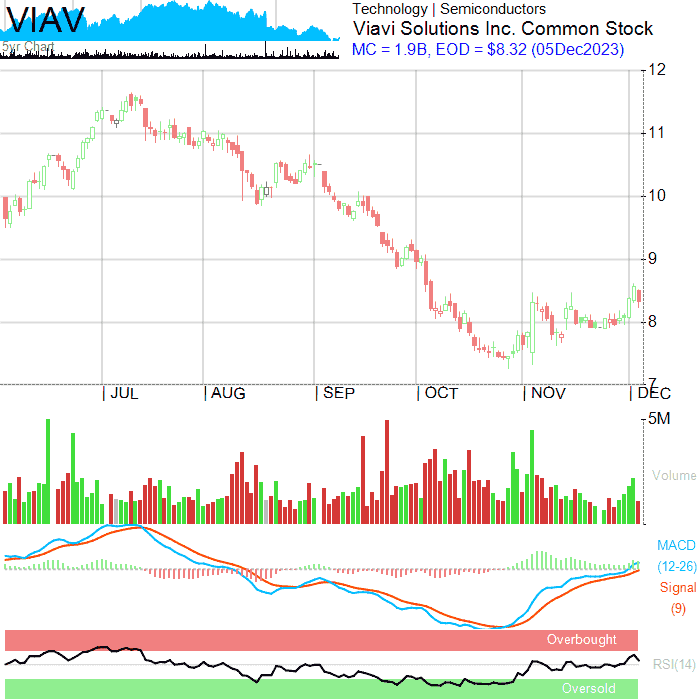 VIAV
5yr Chart
Technology | Semiconductors
Viavi Solutions Inc. Common Stock
MC = 1.9B, EOD = $8.32 (05Dec2023)
12
11
10
9
8
7
| JUL | AUG | SEP | OCT | NOV | DEC
5M
Volume
MACD
(12-26)
Signal
(9)
Overbought
RSI(14)
Oversold